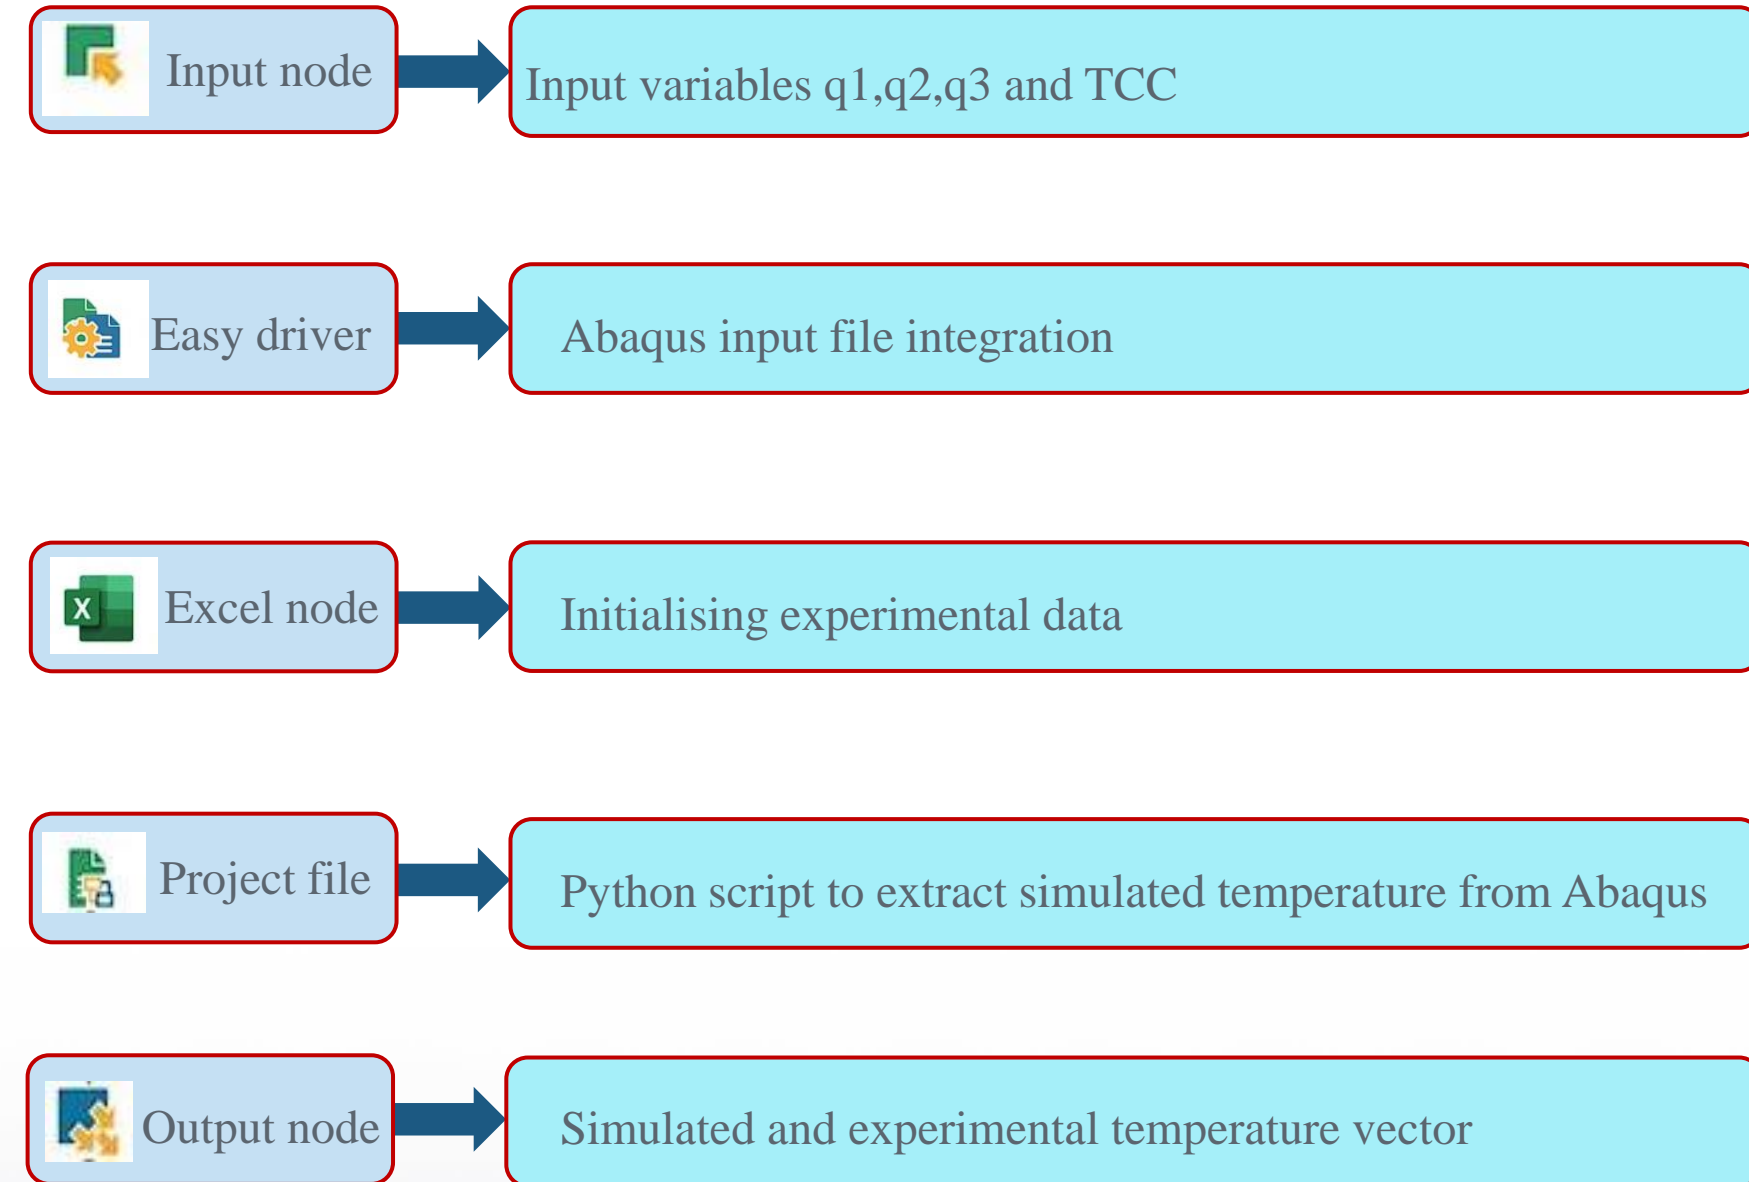 Input node
Input variables q1,q2,q3 and TCC
Easy driver
Abaqus input file integration
X
Excel node
Initialising experimental data
Project file
Python script to extract simulated temperature from Abaqus
Output node
Simulated and experimental temperature vector